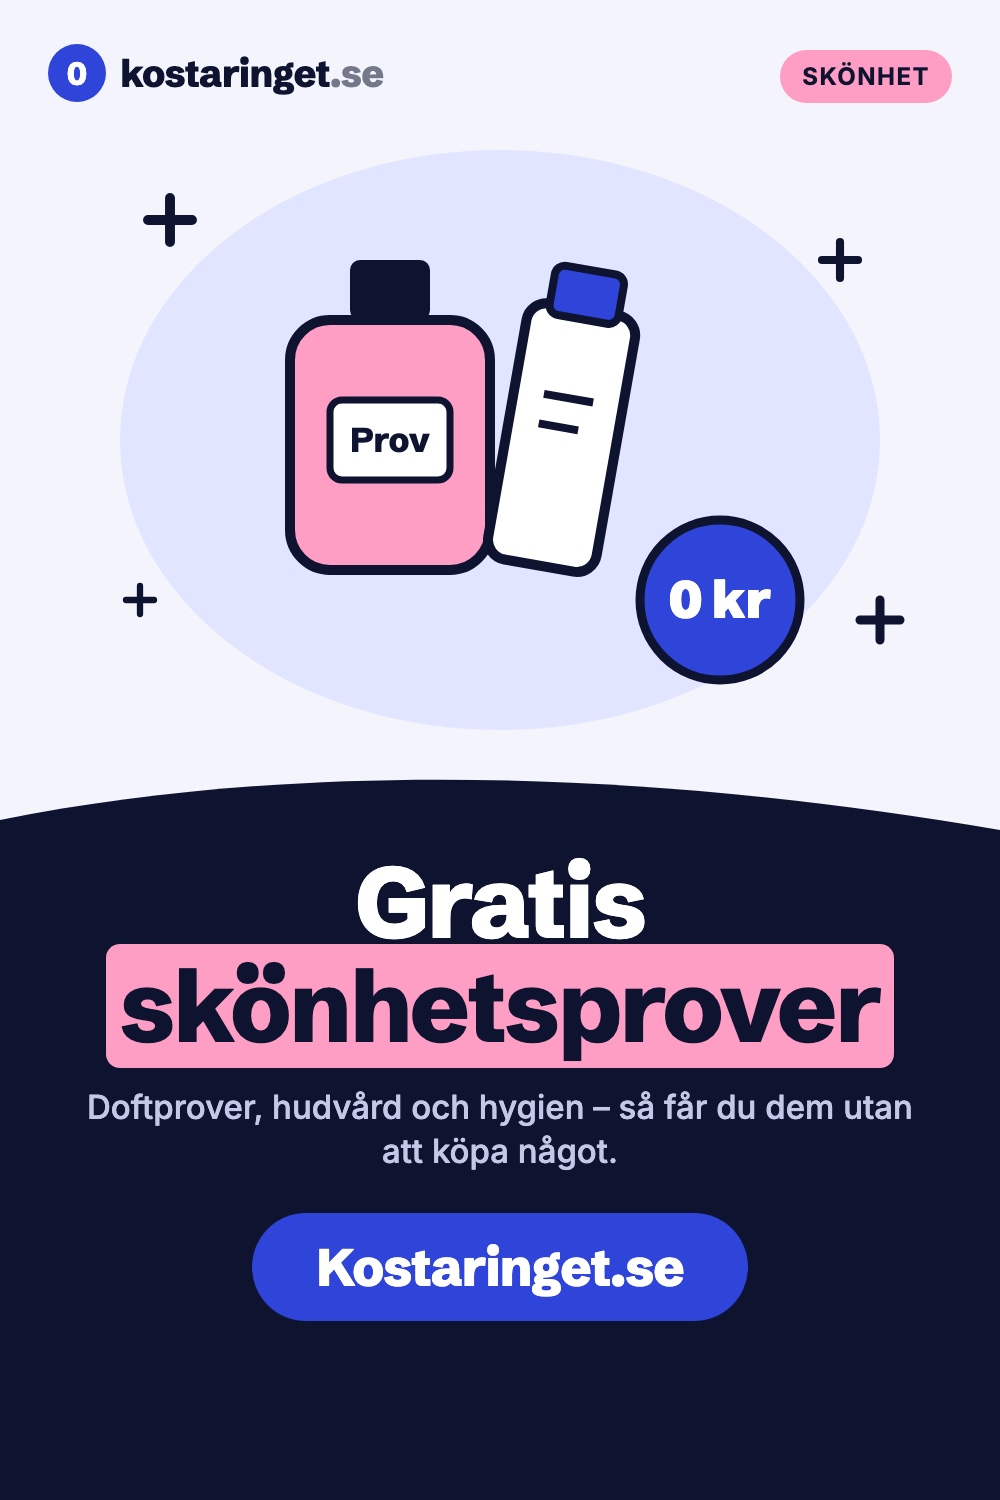 0 kostaringet.se
SKÖNHET
Prov
0 kr
Gratis
skönhetsprover
Doftprover, hudvård och hygien – så får du dem utan
att köpa något.
Kostaringet.se